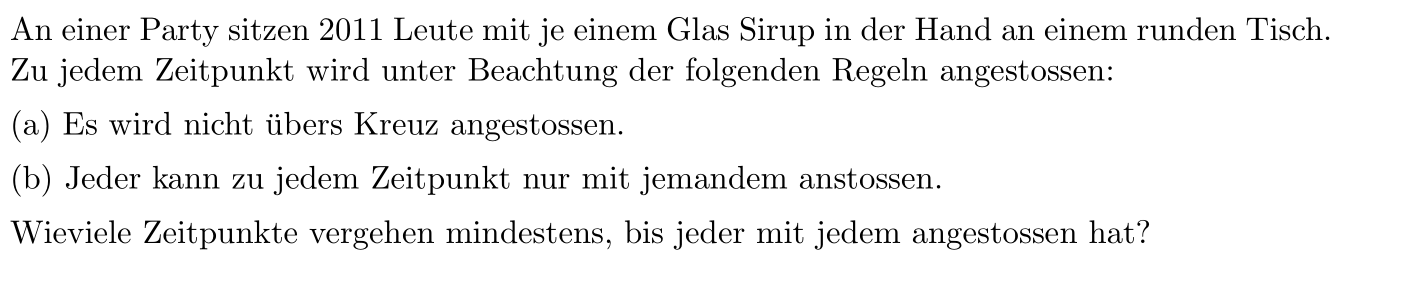 An einer Party sitzen 2011 Leute mit je einem Glas Sirup in der Hand an einem runden Tisch.
Zu jedem Zeitpunkt wird unter Beachtung der folgenden Regeln angestossen:
(a) Es wird nicht übers Kreuz angestossen.
(b) Jeder kann zu jedem Zeitpunkt nur mit jemandem anstossen.
Wieviele Zeitpunkte vergehen mindestens, bis jeder mit jedem angestossen hat?